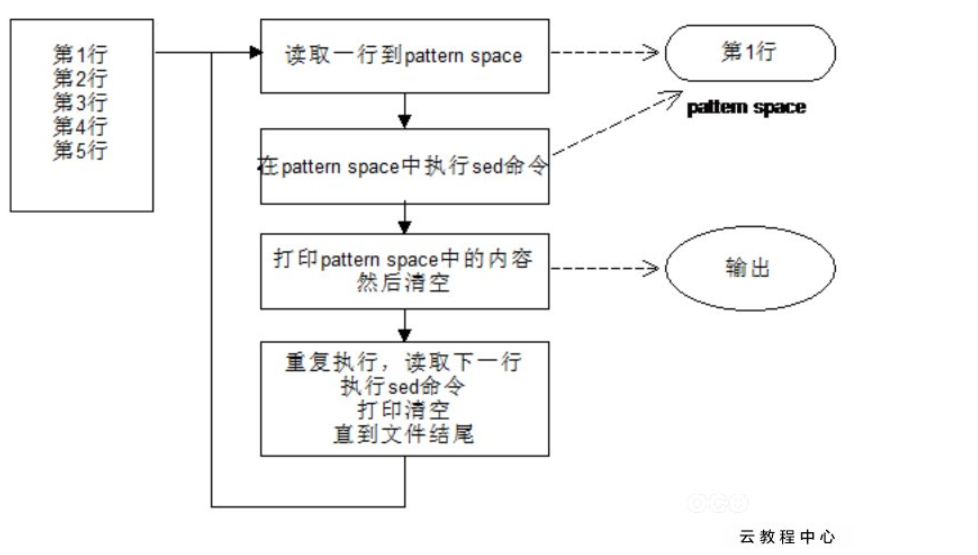 第1行
第2行
第3行
第4行
第5行
读取一行到pattern space
第1行
pattern space
在pattern space中执行sed命令
打印pattern space中的内容
然后清空
输出
重复执行，读取下一行
执行sed命令
打印清空
直到文件结尾
云教程中心